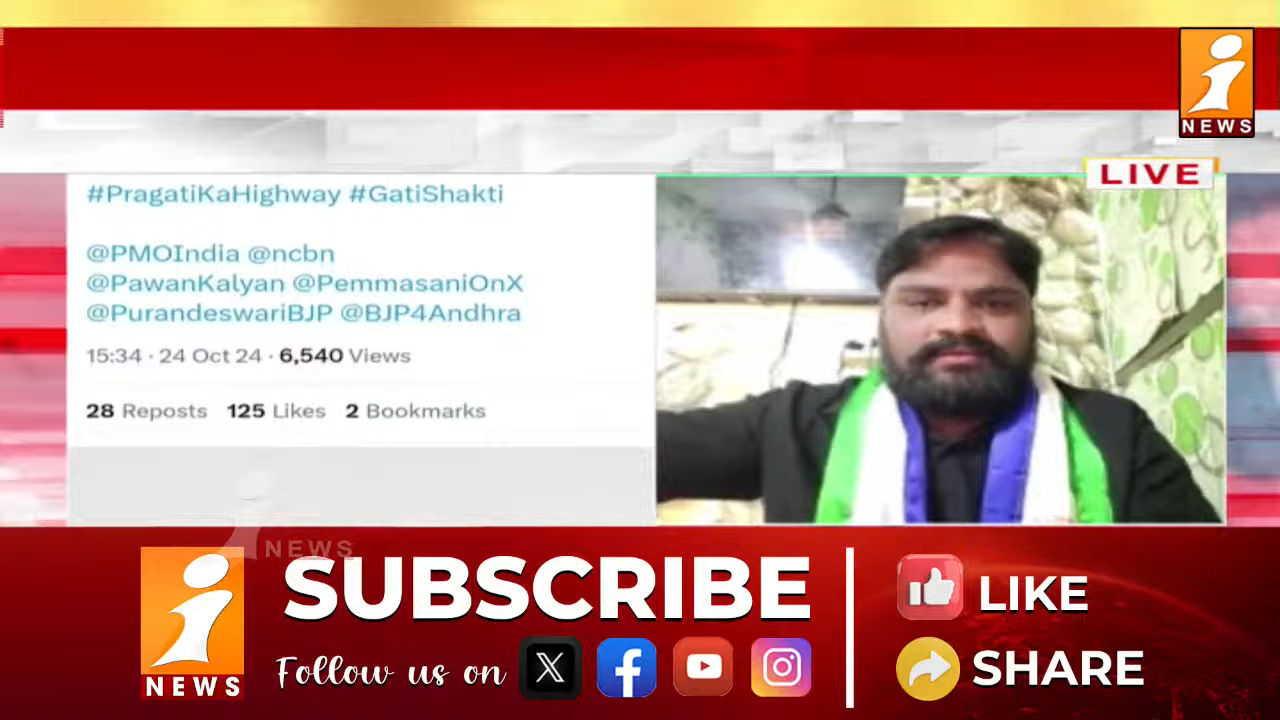 NEWS
LIVE
#PragatiKaHighway #GatiShakti
@PMOIndia @ncbn
@PawanKalyan @PemmasaniOnX
@PurandeswariBJP @BJP4Andhra
15:34 · 24 Oct 24 · 6,540 Views
28 Reposts 125 Likes 2 Bookmarks
NEWS
SUBSCRIBE
Follow us on
NEWS
LIKE
SHARE